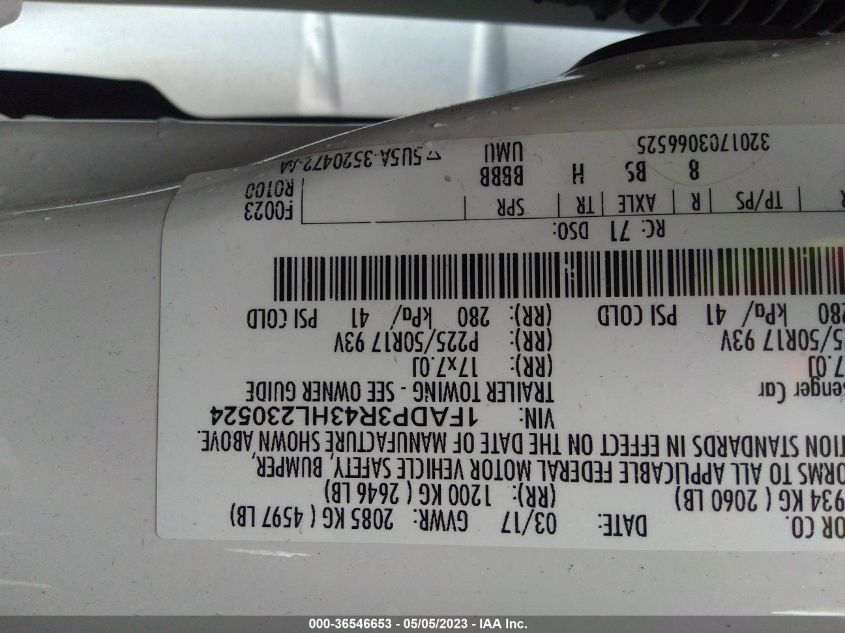 OR CO. DATE: 03/17 GVWR: 2085 KG ( 4597 LB)
934 KG ( 2060 LB) (RR): 1200 KG ( 2646 LB)
ORMS TO ALL APPLICABLE FEDERAL MOTOR VEHICLE SAFETY, BUMPER,
TION STANDARDS IN EFFECT ON THE DATE OF MANUFACTURE SHOWN ABOVE.
VIN: 1FADP3R43HL230524
senger Car TRAILER TOWING - SEE OWNER GUIDE
7.0J (RR): 17x7.0J
25/50R17 93V (RR): P225/50R17 93V
280 kPa/ 41 PSI COLD (RR): 280 kPa/ 41 PSI COLD
RC: 71 DSO:
R TP/PS R AXLE TR SPR F0023
8 BS H BBBB R0100
3201703066525 UMU 5U5A-3520472-AA
000-36546653 / 05/05/2023 - IAA Inc.